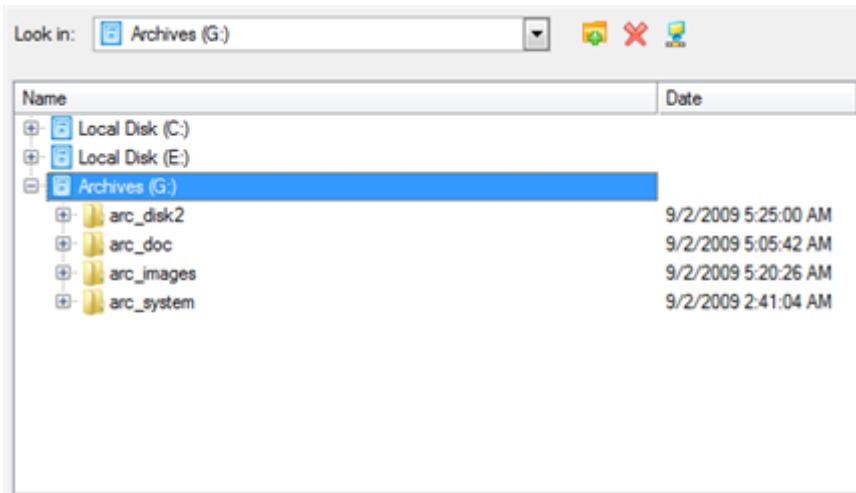 Look in: Archives (G:)
Name Date
Local Disk (C:)
Local Disk (E:)
Archives (G:)
arc_disk2 9/2/2009 5:25:00 AM
arc_doc 9/2/2009 5:05:42 AM
arc_images 9/2/2009 5:20:26 AM
arc_system 9/2/2009 2:41:04 AM